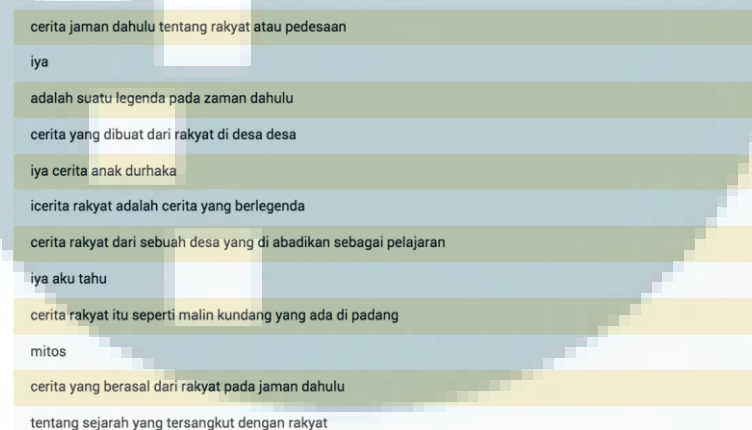 cerita jaman dahulu tentang rakyat atau pedesaan
iya
adalah suatu legenda pada zaman dahulu
cerita yang dibuat dari rakyat di desa desa
iya cerita anak durhaka
icerita rakyat adalah cerita yang berlegenda
cerita rakyat dari sebuah desa yang di abadikan sebagai pelajaran
iya aku tahu
cerita rakyat itu seperti malin kundang yang ada di padang
mitos
cerita yang berasal dari rakyat pada jaman dahulu
tentang sejarah yang tersangkut dengan rakyat